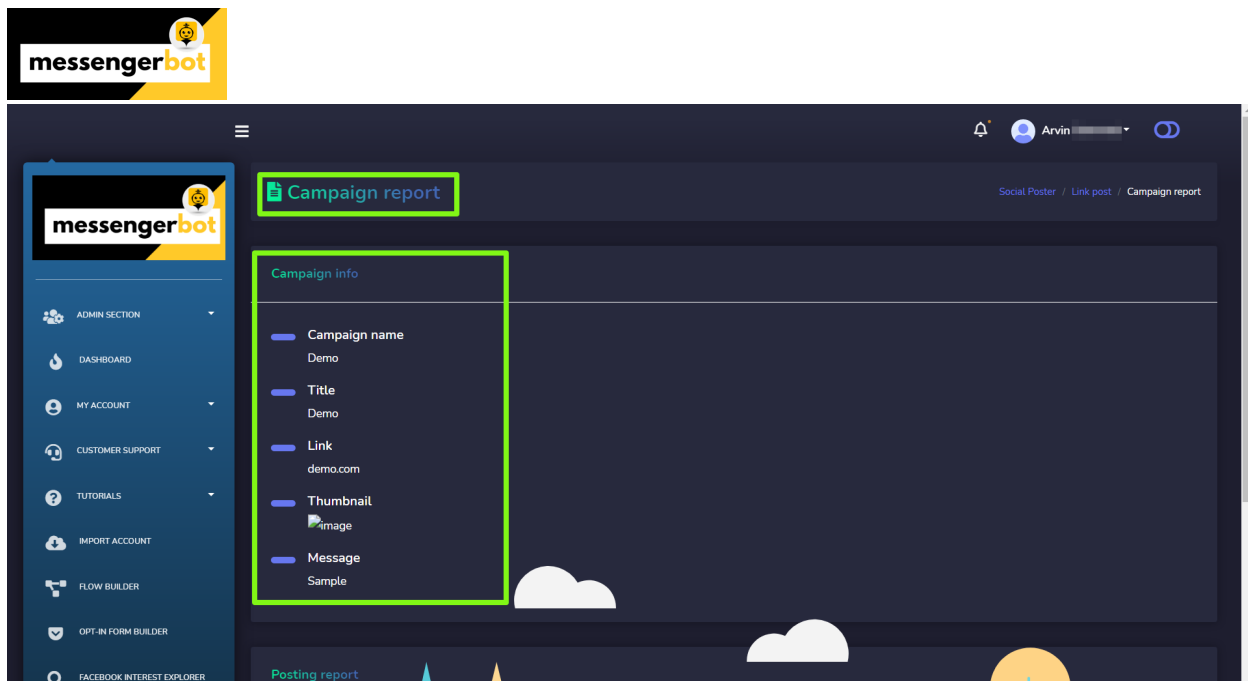 messengerbot
Arvin
messengerbot
Campaign report
Social Poster / Link post / Campaign report
Campaign info
ADMIN SECTION
DASHBOARD
MY ACCOUNT
CUSTOMER SUPPORT
TUTORIALS
IMPORT ACCOUNT
FLOW BUILDER
OPT-IN FORM BUILDER
FACEBOOK INTEREST EXPLORER
Campaign name
Demo
Title
Demo
Link
demo.com
Thumbnail
image
Message
Sample
Posting report